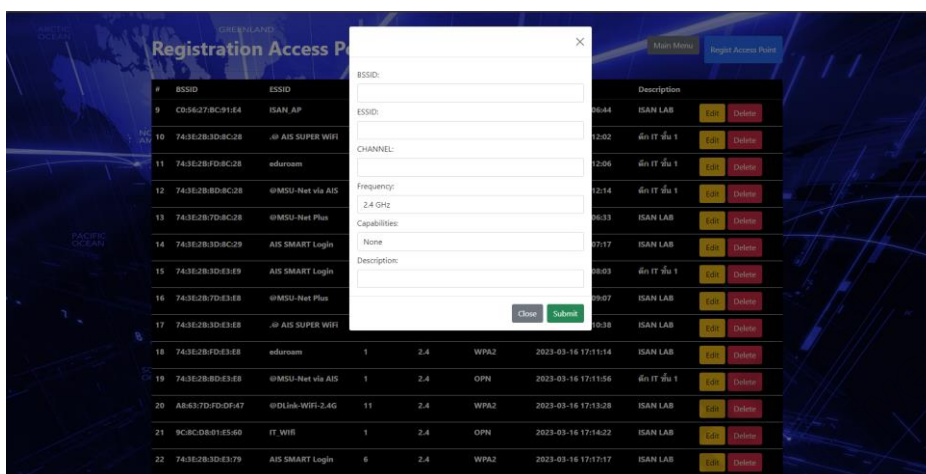 ARCTIC OCEAN
GREENLAND
Registration Access P
×
Main Menu
Regist Access Point
BSSID:
ESSID:
CHANNEL:
Frequency:
2.4 GHz
Capabilities:
None
Description:
Close Submit
PACIFIC OCEAN
# BSSID ESSID Description
9 C0:56:27:BC:91:E4 ISAN_AP 06:44 ISAN LAB Edit Delete
10 74:3E:2B:3D:8C:28 .@ AIS SUPER WiFi 12:02 ตึก IT ชั้น 1 Edit Delete
11 74:3E:2B:FD:8C:28 eduroam 12:06 ตึก IT ชั้น 1 Edit Delete
12 74:3E:2B:BD:8C:28 @MSU-Net via AIS 12:14 ตึก IT ชั้น 1 Edit Delete
13 74:3E:2B:7D:8C:28 @MSU-Net Plus 06:33 ISAN LAB Edit Delete
14 74:3E:2B:3D:8C:29 AIS SMART Login 07:17 ISAN LAB Edit Delete
15 74:3E:2B:3D:E3:E9 AIS SMART Login 08:03 ตึก IT ชั้น 1 Edit Delete
16 74:3E:2B:7D:E3:E8 @MSU-Net Plus 09:07 ISAN LAB Edit Delete
17 74:3E:2B:3D:E3:E8 .@ AIS SUPER WiFi 10:38 ISAN LAB Edit Delete
18 74:3E:2B:FD:E3:E8 eduroam 1 2.4 WPA2 2023-03-16 17:11:14 ISAN LAB Edit Delete
19 74:3E:2B:BD:E3:E8 @MSU-Net via AIS 1 2.4 OPN 2023-03-16 17:11:56 ตึก IT ชั้น 1 Edit Delete
20 A8:63:7D:FD:DF:47 @DLink-WiFi-2.4G 11 2.4 WPA2 2023-03-16 17:13:28 ISAN LAB Edit Delete
21 9C:8C:D8:01:E5:60 IT_Wifi 1 2.4 OPN 2023-03-16 17:14:22 ISAN LAB Edit Delete
22 74:3E:2B:3D:E3:79 AIS SMART Login 6 2.4 WPA2 2023-03-16 17:17:17 ISAN LAB Edit Delete